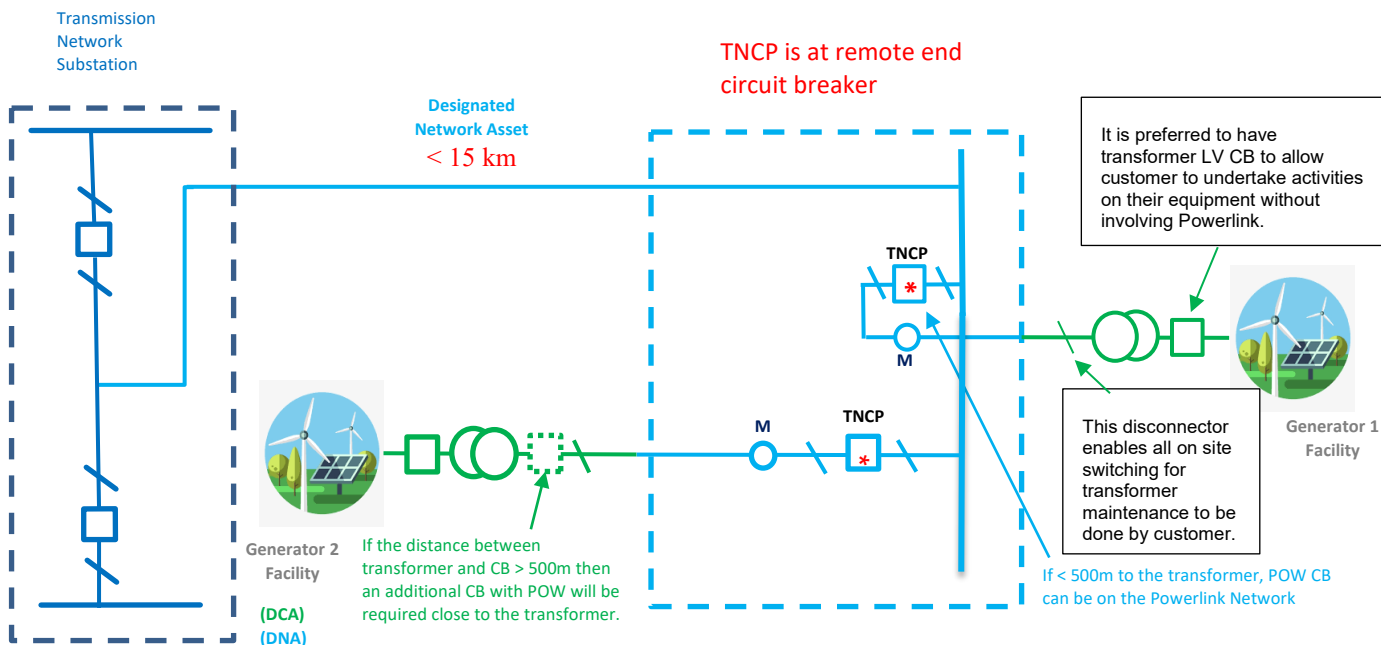 Transmission
Network
Substation
TNCP is at remote end
circuit breaker
Designated
Network Asset
< 15 km
It is preferred to have
transformer LV CB to allow
customer to undertake activities
on their equipment without
involving Powerlink.
TNCP
*
M
This disconnector
enables all on site
switching for
transformer
maintenance to be
done by customer.
Generator 1
Facility
M
TNCP
*
Generator 2
Facility
(DCA)
(DNA)
If the distance between
transformer and CB > 500m then
an additional CB with POW will be
required close to the transformer.
If < 500m to the transformer, POW CB
can be on the Powerlink Network